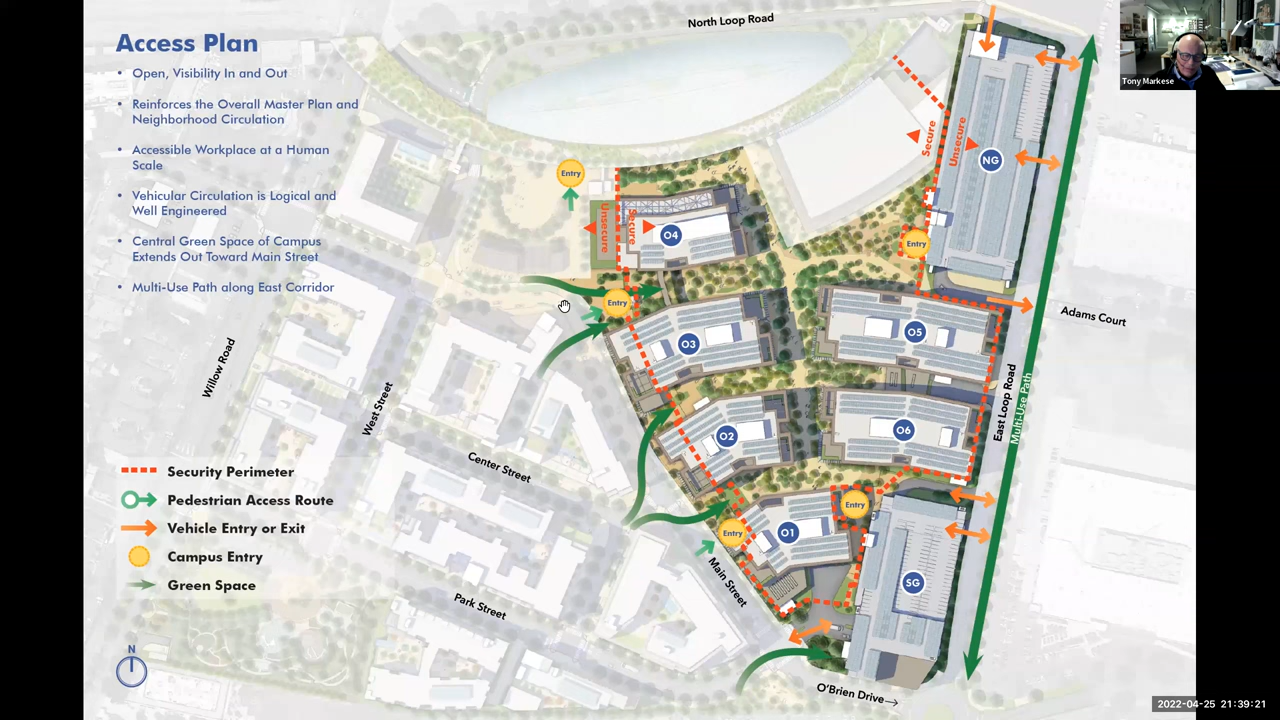 Access Plan
• Open, Visibility In and Out
• Reinforces the Overall Master Plan and
Neighborhood Circulation
• Accessible Workplace at a Human
Scale
• Vehicular Circulation is Logical and
Well Engineered
• Central Green Space of Campus
Extends Out Toward Main Street
• Multi-Use Path along East Corridor
North Loop Road
Tony Markese
Secure
Unsecure
NG
Entry
Unsecure
Secure
O4
Entry
Entry
O3
O5
Adams Court
Willow Road
West Street
O2
O6
East Loop Road
Multi-Use Path
Center Street
Security Perimeter
Pedestrian Access Route
Vehicle Entry or Exit
Campus Entry
Green Space
Entry
Entry
O1
SG
Main Street
Park Street
N
O'Brien Drive
2022-04-25 21:39:21